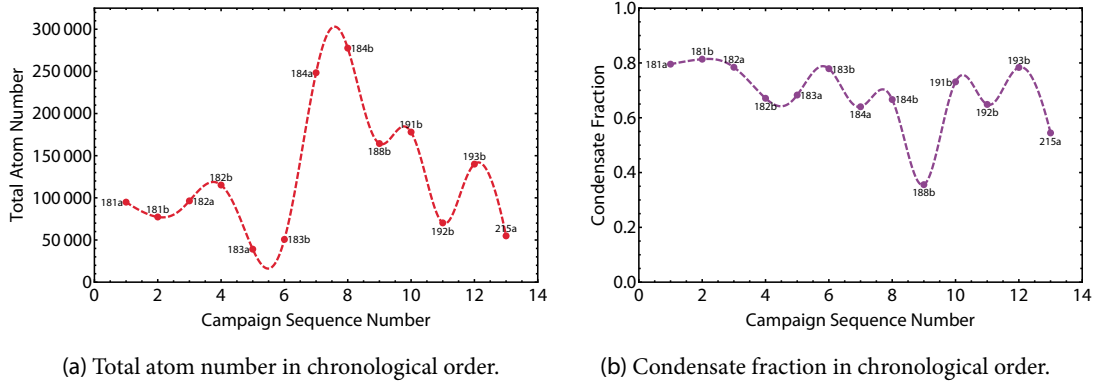 300 000
250 000
200 000
150 000
100 000
50 000
0
Total Atom Number
181a
181b
182a
182b
183a
183b
184a
184b
188b
191b
192b
193b
215a
0 2 4 6 8 10 12 14
Campaign Sequence Number
(a) Total atom number in chronological order.
1.0
0.8
0.6
0.4
0.2
0.0
Condensate Fraction
181a
181b
182a
182b
183a
183b
184a
184b
188b
191b
192b
193b
215a
0 2 4 6 8 10 12 14
Campaign Sequence Number
(b) Condensate fraction in chronological order.